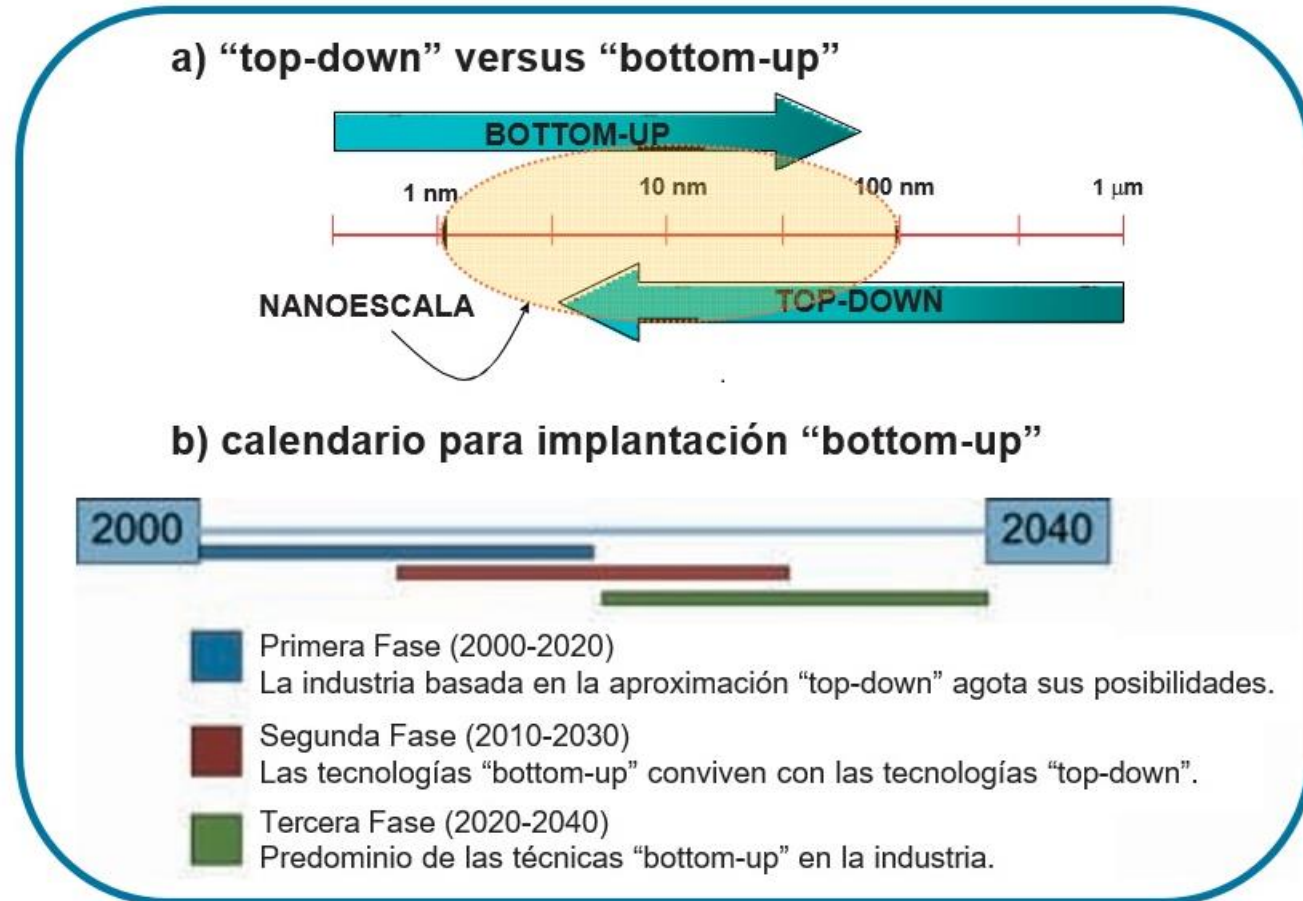 a) “top-down” versus “bottom-up”
BOTTOM-UP
1 nm 10 nm 100 nm 1 μm
NANOESCALA
TOP-DOWN
b) calendario para implantación “bottom-up”
2000 2040
Primera Fase (2000-2020)
La industria basada en la aproximación “top-down” agota sus posibilidades.
Segunda Fase (2010-2030)
Las tecnologías “bottom-up” conviven con las tecnologías “top-down”.
Tercera Fase (2020-2040)
Predominio de las técnicas “bottom-up” en la industria.